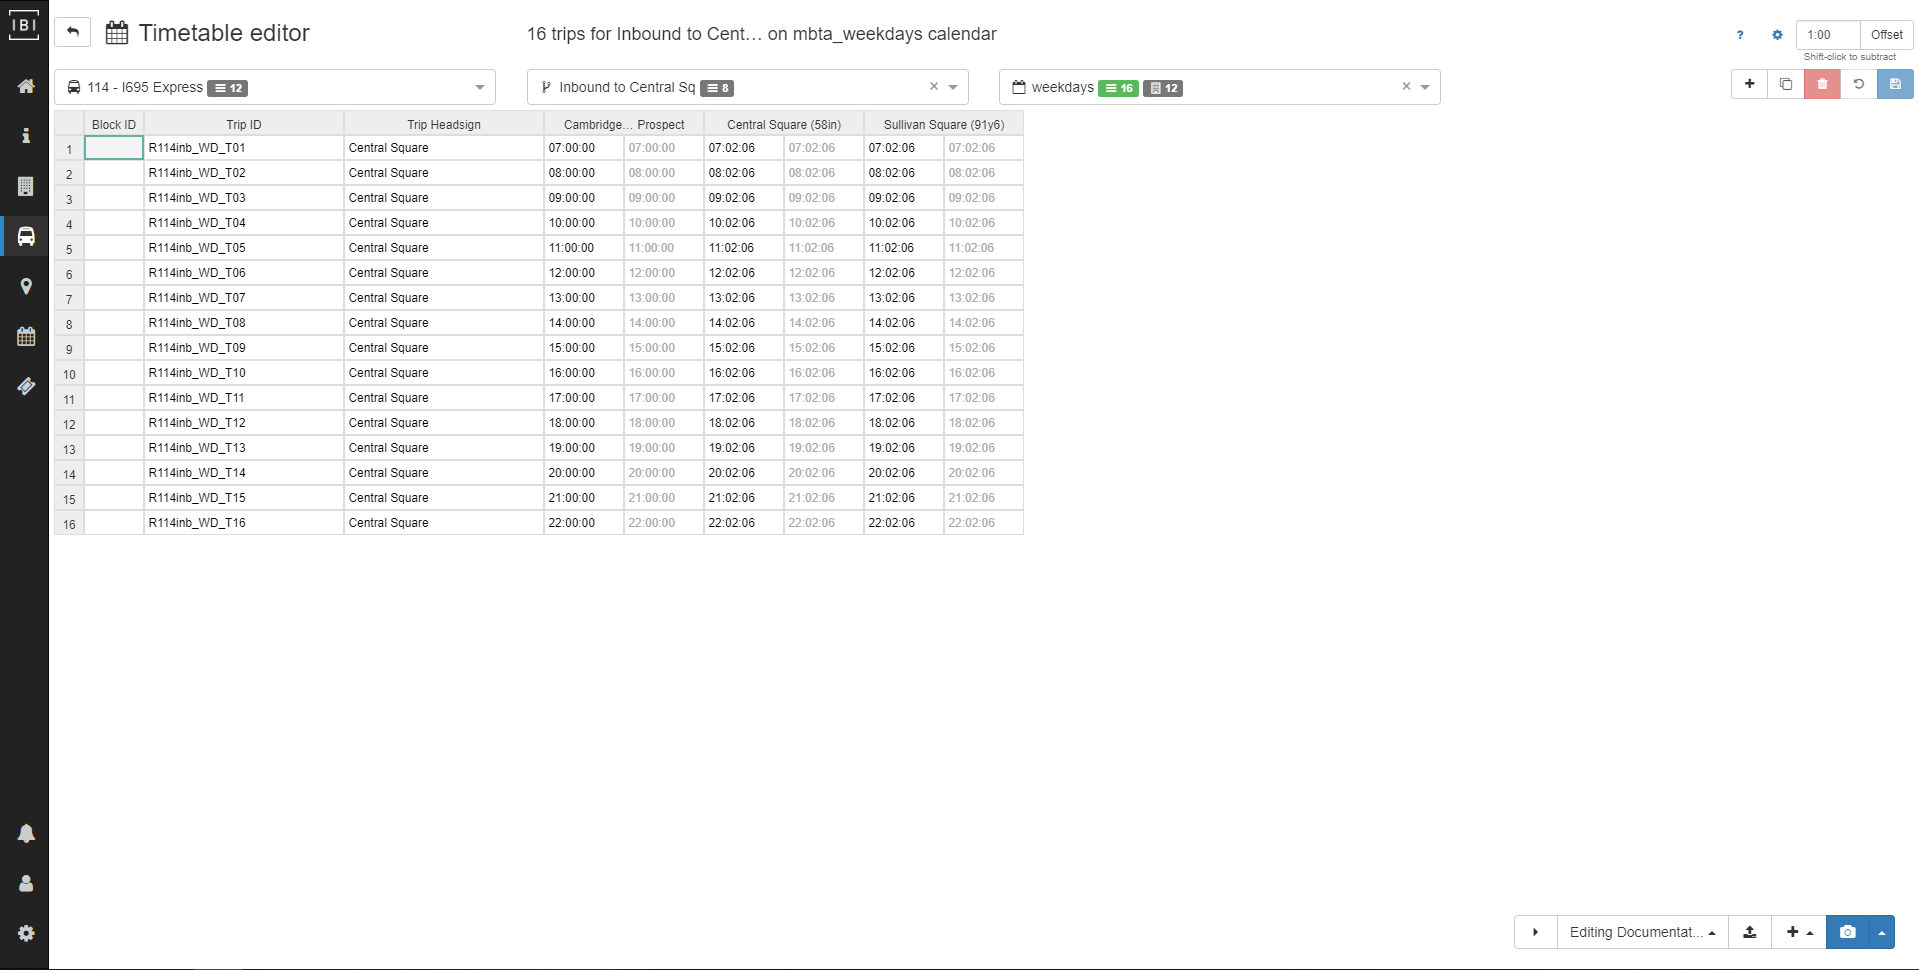 IBI
Timetable editor
16 trips for Inbound to Cent... on mbta_weekdays calendar
? 1:00 Offset
Shift-click to subtract
114 - I695 Express 12
Inbound to Central Sq 8 ×
weekdays 16 12 ×
Block ID Trip ID Trip Headsign Cambridge... Prospect Central Square (58in) Sullivan Square (91y6)
1 R114inb_WD_T01 Central Square 07:00:00 07:00:00 07:02:06 07:02:06 07:02:06 07:02:06
2 R114inb_WD_T02 Central Square 08:00:00 08:00:00 08:02:06 08:02:06 08:02:06 08:02:06
3 R114inb_WD_T03 Central Square 09:00:00 09:00:00 09:02:06 09:02:06 09:02:06 09:02:06
4 R114inb_WD_T04 Central Square 10:00:00 10:00:00 10:02:06 10:02:06 10:02:06 10:02:06
5 R114inb_WD_T05 Central Square 11:00:00 11:00:00 11:02:06 11:02:06 11:02:06 11:02:06
6 R114inb_WD_T06 Central Square 12:00:00 12:00:00 12:02:06 12:02:06 12:02:06 12:02:06
7 R114inb_WD_T07 Central Square 13:00:00 13:00:00 13:02:06 13:02:06 13:02:06 13:02:06
8 R114inb_WD_T08 Central Square 14:00:00 14:00:00 14:02:06 14:02:06 14:02:06 14:02:06
9 R114inb_WD_T09 Central Square 15:00:00 15:00:00 15:02:06 15:02:06 15:02:06 15:02:06
10 R114inb_WD_T10 Central Square 16:00:00 16:00:00 16:02:06 16:02:06 16:02:06 16:02:06
11 R114inb_WD_T11 Central Square 17:00:00 17:00:00 17:02:06 17:02:06 17:02:06 17:02:06
12 R114inb_WD_T12 Central Square 18:00:00 18:00:00 18:02:06 18:02:06 18:02:06 18:02:06
13 R114inb_WD_T13 Central Square 19:00:00 19:00:00 19:02:06 19:02:06 19:02:06 19:02:06
14 R114inb_WD_T14 Central Square 20:00:00 20:00:00 20:02:06 20:02:06 20:02:06 20:02:06
15 R114inb_WD_T15 Central Square 21:00:00 21:00:00 21:02:06 21:02:06 21:02:06 21:02:06
16 R114inb_WD_T16 Central Square 22:00:00 22:00:00 22:02:06 22:02:06 22:02:06 22:02:06
Editing Documentat...